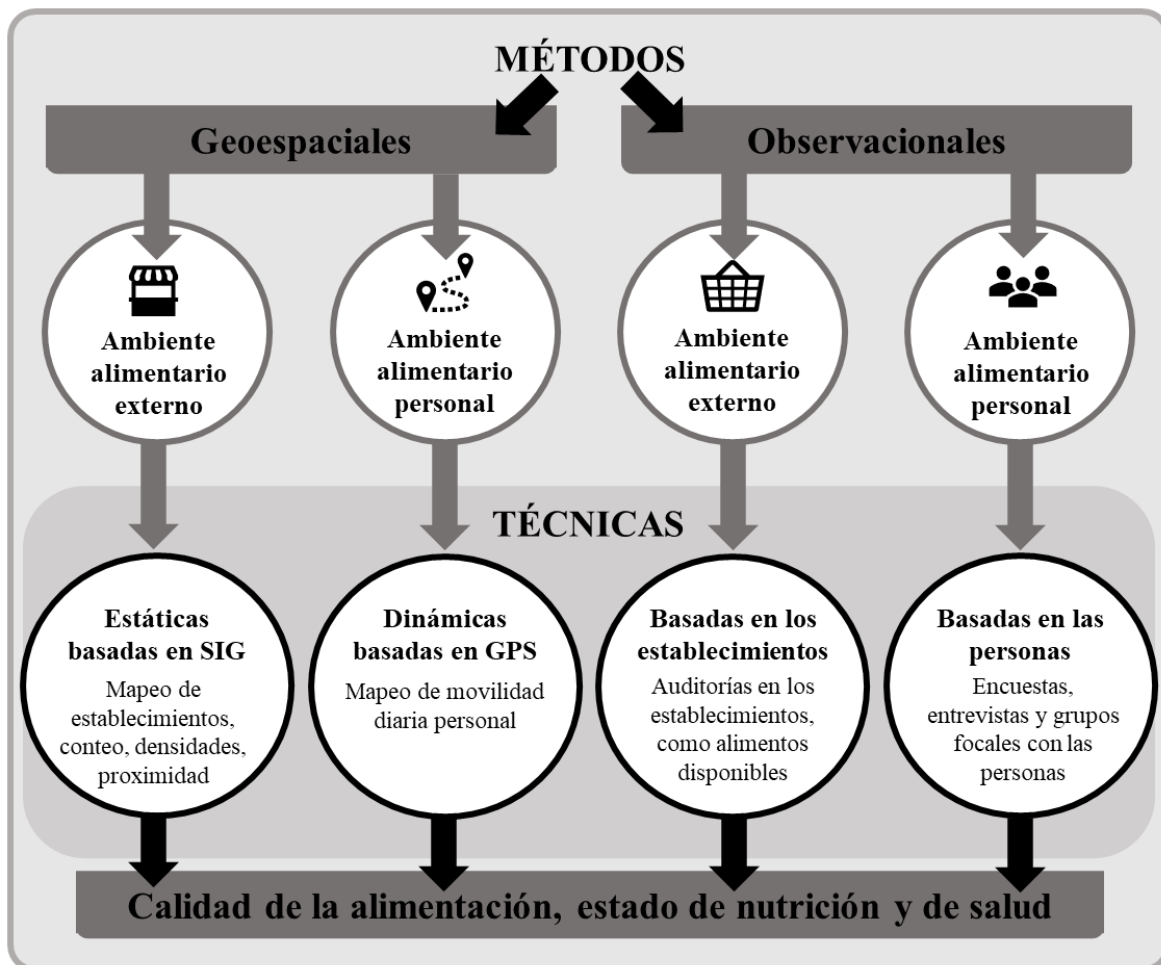 MÉTODOS
Geoespaciales
Observacionales
Ambiente
alimentario
externo
Ambiente
alimentario
personal
Ambiente
alimentario
externo
Ambiente
alimentario
personal
TÉCNICAS
Estáticas
basadas en SIG
Mapeo de
establecimientos,
conteo, densidades,
proximidad
Dinámicas
basadas en GPS
Mapeo de movilidad
diaria personal
Basadas en los
establecimientos
Auditorías en los
establecimientos,
como alimentos
disponibles
Basadas en las
personas
Encuestas,
entrevistas y grupos
focales con las
personas
Calidad de la alimentación, estado de nutrición y de salud